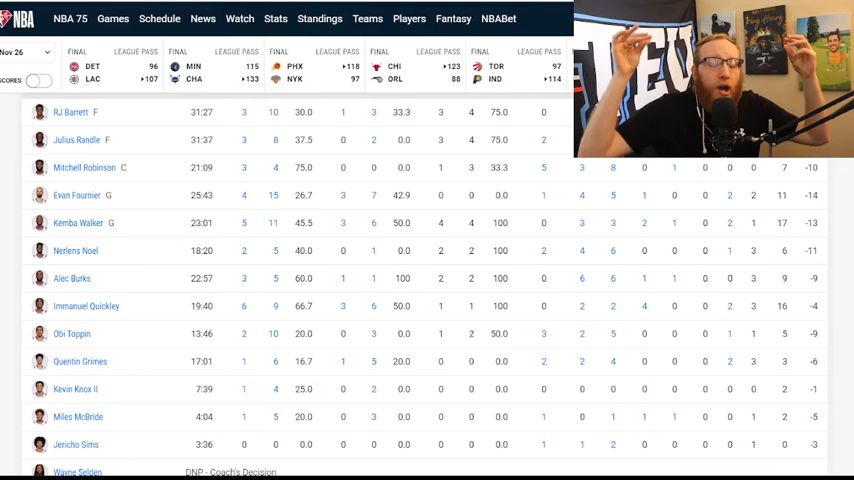 NBA NBA 75 Games Schedule News Watch Stats Standings Teams Players Fantasy NBABet
Nov 26 FINAL LEAGUE PASS FINAL LEAGUE PASS FINAL LEAGUE PASS FINAL LEAGUE PASS FINAL LEAGUE PASS
DET 96 MIN 115 PHX 118 CHI 123 TOR 97
SCORES LAC 107 CHA 133 NYK 97 ORL 88 IND 114
RJ Barrett F 31:27 3 10 30.0 1 3 33.3 3 4 75.0 0
Julius Randle F 31:37 3 8 37.5 0 2 0.0 3 4 75.0 2
Mitchell Robinson C 21:09 3 4 75.0 0 0 0.0 1 3 33.3 5 3 8 0 1 0 0 0 7 -10
Evan Fournier G 25:43 4 15 26.7 3 7 42.9 0 0 0.0 1 4 5 1 0 0 2 2 11 -14
Kemba Walker G 23:01 5 11 45.5 3 6 50.0 4 4 100 0 3 3 2 1 0 2 1 17 -13
Nerlens Noel 18:20 2 5 40.0 0 1 0.0 2 2 100 2 4 6 0 0 0 1 3 6 -11
Alec Burks 22:57 3 5 60.0 1 1 100 2 2 100 0 6 6 1 1 0 0 3 9 -9
Immanuel Quickley 19:40 6 9 66.7 3 6 50.0 1 1 100 0 2 2 4 0 0 2 3 16 -4
Obi Toppin 13:46 2 10 20.0 0 3 0.0 1 2 50.0 3 2 5 0 0 0 1 1 5 -9
Quentin Grimes 17:01 1 6 16.7 1 5 20.0 0 0 0.0 2 2 4 0 0 0 2 3 3 -6
Kevin Knox II 7:39 1 4 25.0 0 2 0.0 0 0 0.0 0 0 0 0 0 0 0 0 2 -1
Miles McBride 4:04 1 5 20.0 0 3 0.0 0 0 0.0 1 0 1 1 1 0 0 1 2 -5
Jericho Sims 3:36 0 0 0.0 0 0 0.0 0 0 0.0 1 1 2 0 0 0 0 1 0 -3
Wayne Selden DNP - Coach's Decision